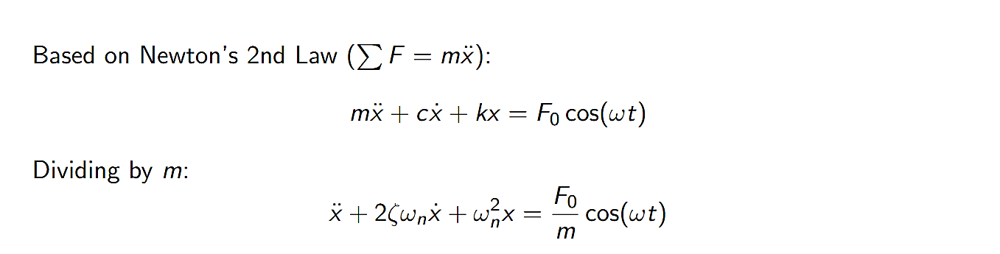 Based on Newton's 2nd Law (∑ F = mẍ):
mẍ + cẋ + kx = F₀ cos(ωt)
Dividing by m:
ẍ + 2ζωₙẋ + ωₙ²x = F₀/m cos(ωt)